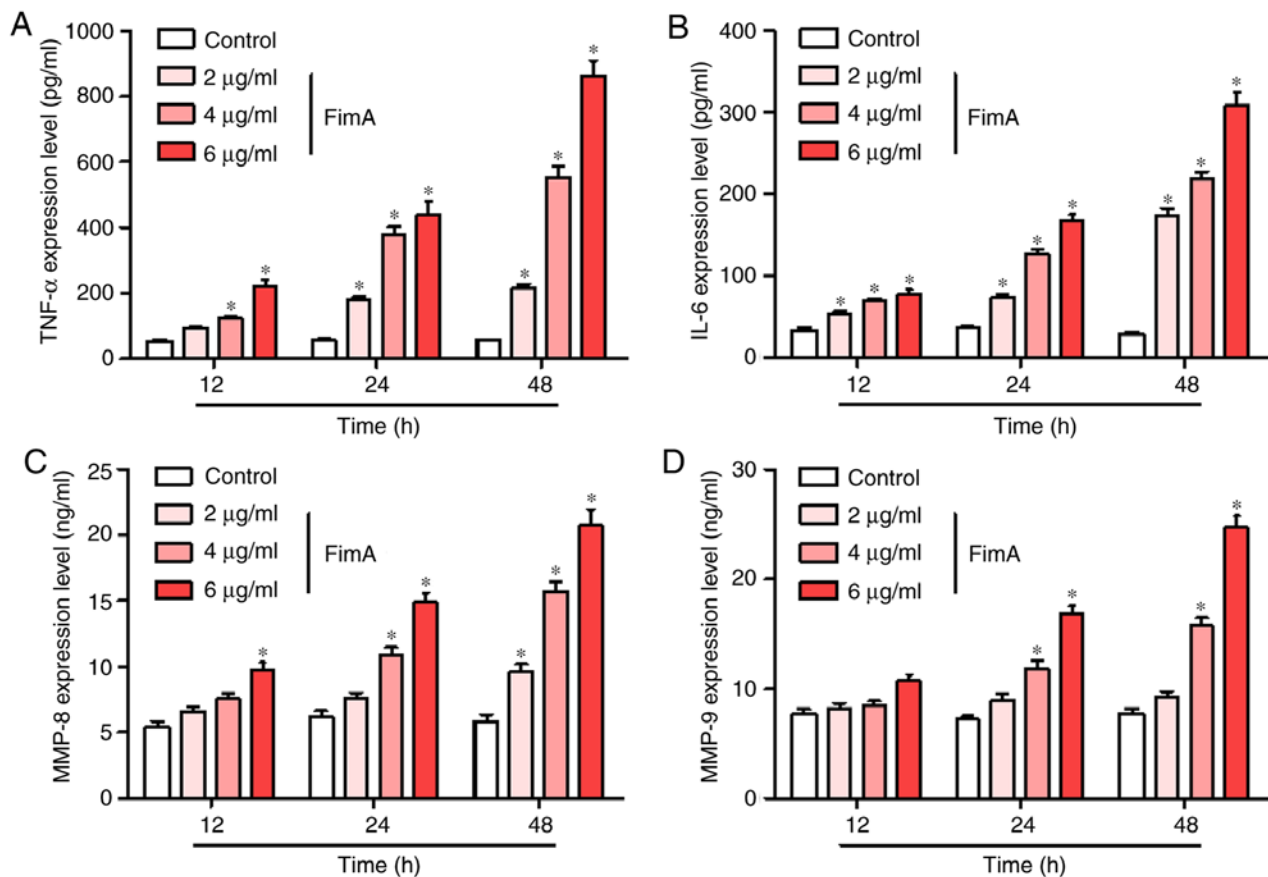 A
TNF-α expression level (pg/ml)
1000
800
600
400
200
0
Control
2 μg/ml
4 μg/ml
6 μg/ml
FimA
* * * * * * * *
12 24 48
Time (h)
B
IL-6 expression level (pg/ml)
400
300
200
100
0
Control
2 μg/ml
4 μg/ml
6 μg/ml
FimA
* * * * * * * * *
12 24 48
Time (h)
C
MMP-8 expression level (ng/ml)
25
20
15
10
5
0
Control
2 μg/ml
4 μg/ml
6 μg/ml
FimA
* * * * * *
12 24 48
Time (h)
D
MMP-9 expression level (ng/ml)
30
20
10
0
Control
2 μg/ml
4 μg/ml
6 μg/ml
FimA
* * * *
12 24 48
Time (h)